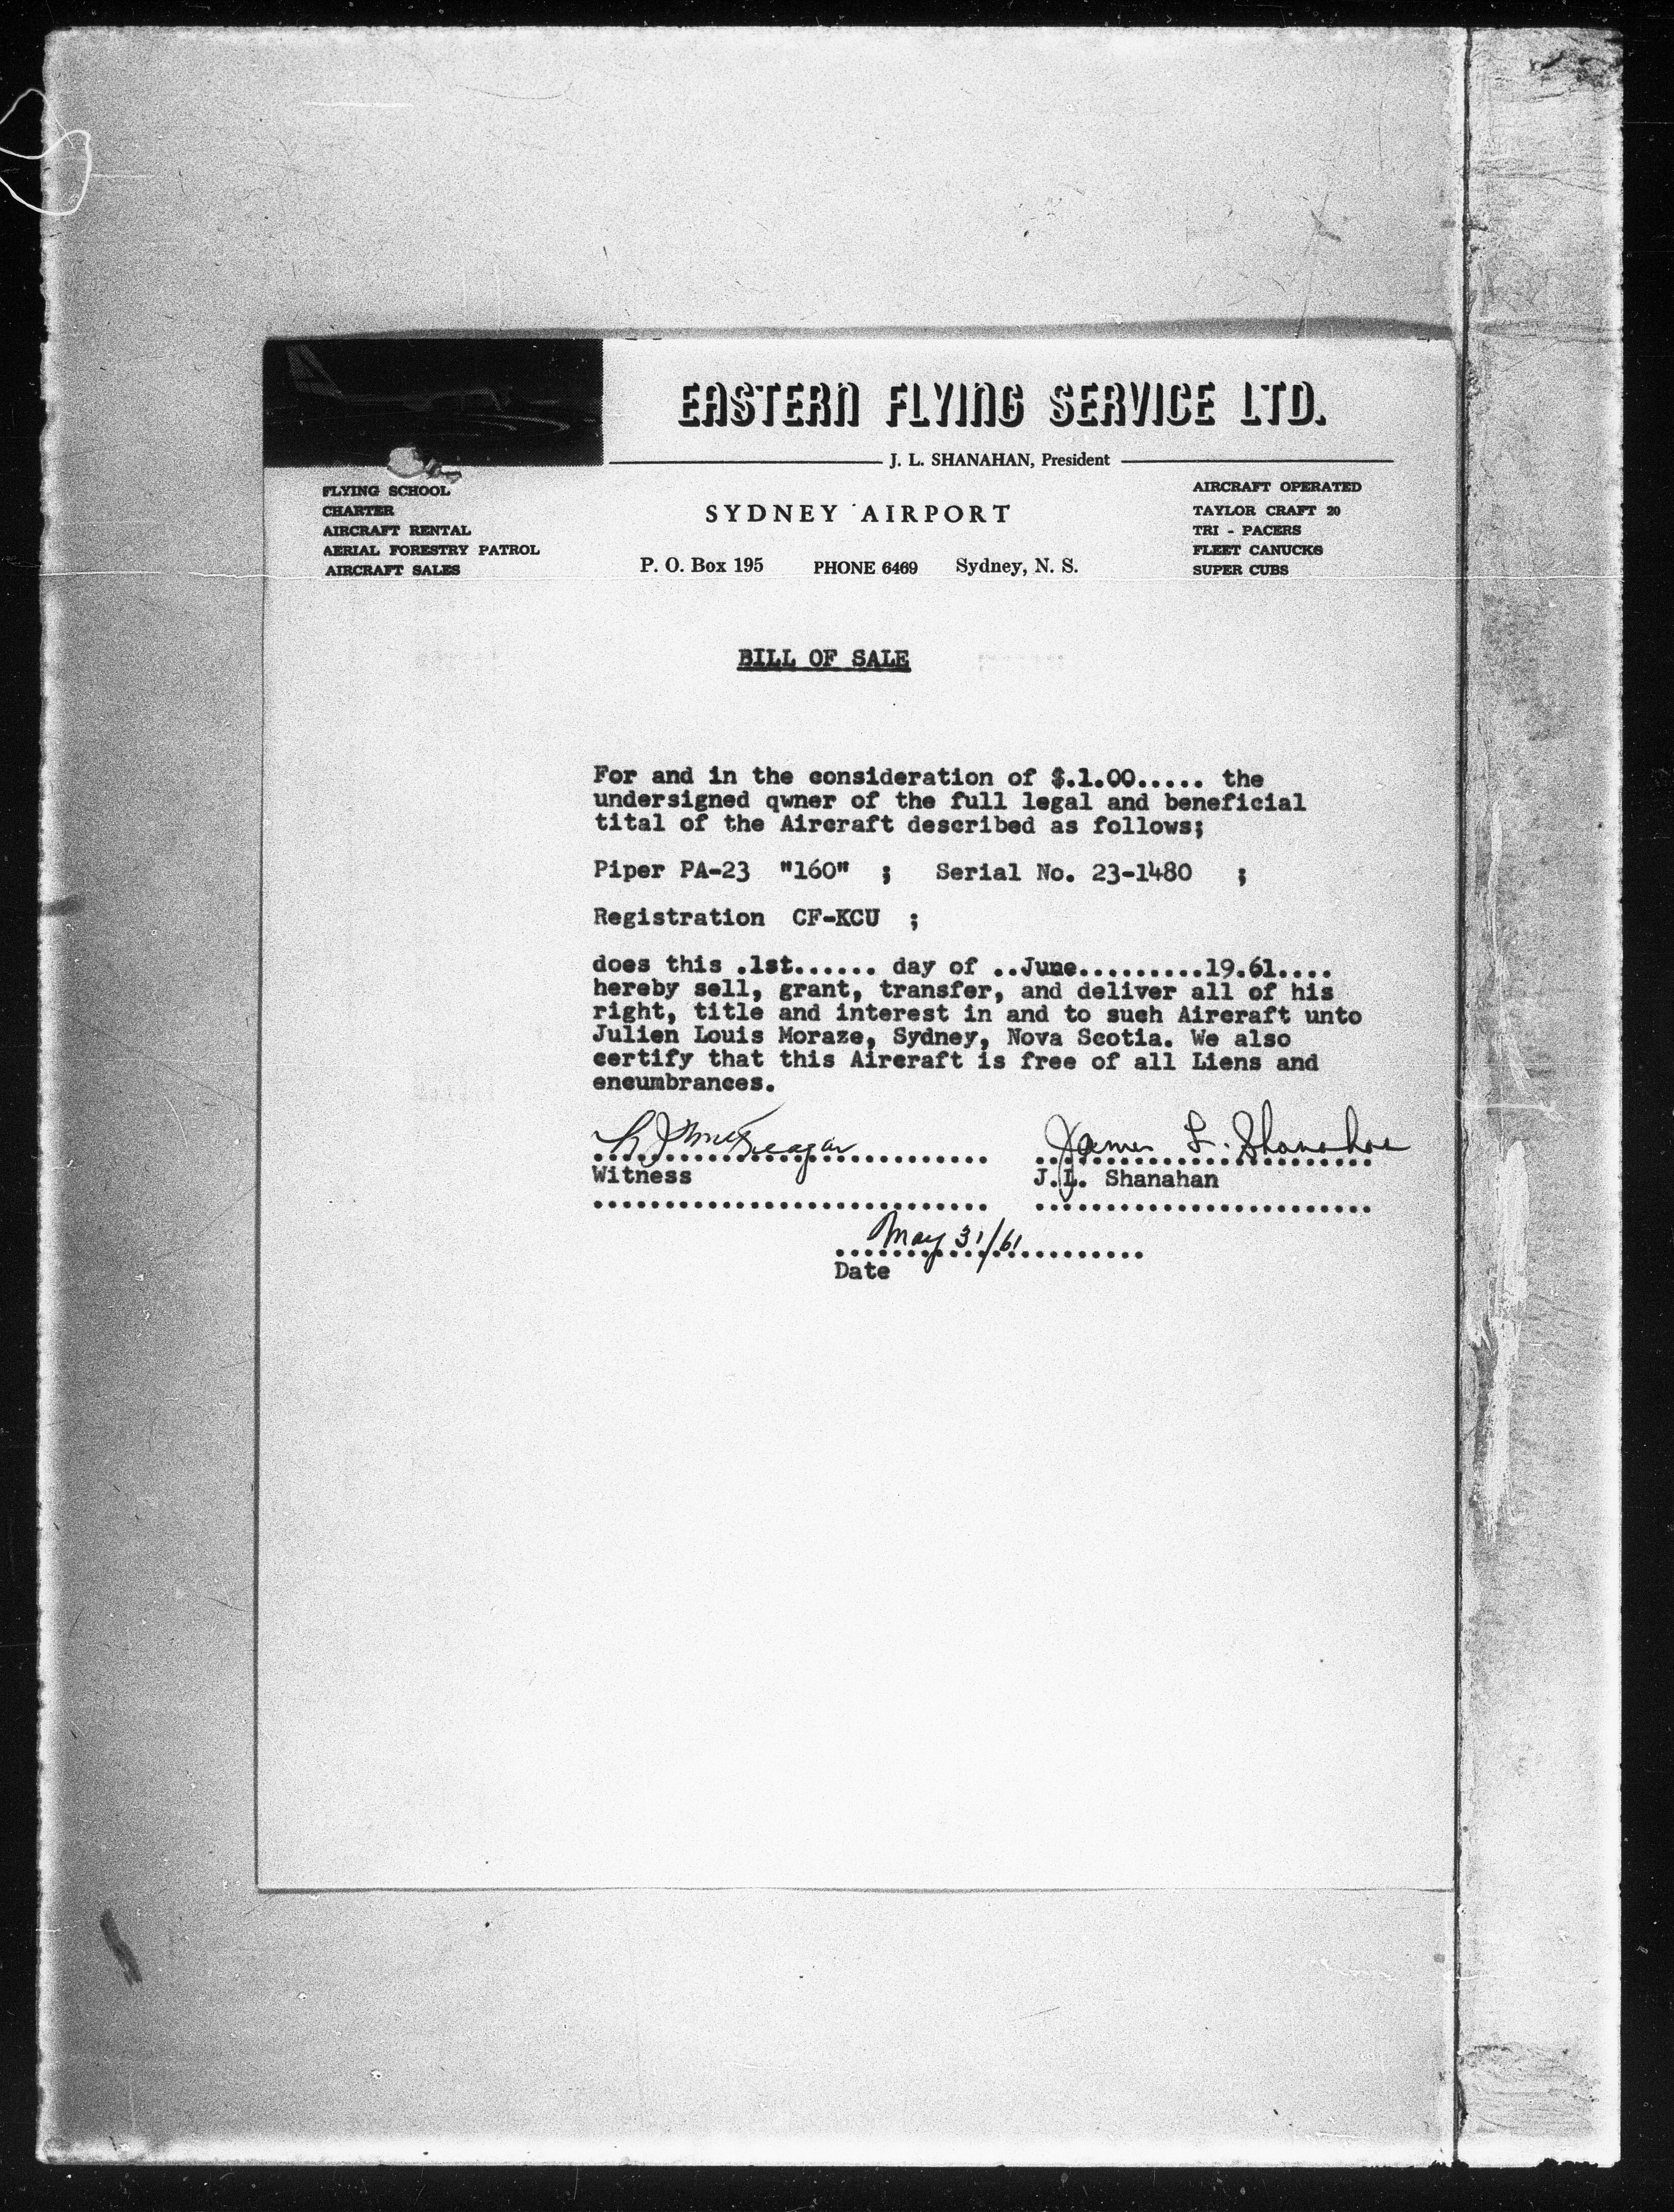 EASTERN FLYING SERVICE LTD.
J. L. SHANAHAN, President
FLYING SCHOOL
CHARTER
AIRCRAFT RENTAL
AERIAL FORESTRY PATROL
AIRCRAFT SALES
SYDNEY AIRPORT
P. O. Box 195 PHONE 6469 Sydney, N. S.
AIRCRAFT OPERATED
TAYLOR CRAFT 20
TRI - PACERS
FLEET CANUCKS
SUPER CUBS
BILL OF SALE
For and in the consideration of $.1.00..... the
undersigned qwner of the full legal and beneficial
tital of the Aircraft described as follows;
Piper PA-23 "160" ; Serial No. 23-1480 ;
Registration CF-KCU ;
does this .1st...... day of ..June.........19.61....
hereby sell, grant, transfer, and deliver all of his
right, title and interest in and to such Aircraft unto
Julien Louis Moraze, Sydney, Nova Scotia. We also
certify that this Aircraft is free of all Liens and
encumbrances.
James L. Shanahan
Witness J.L. Shanahan
May 31/61
Date